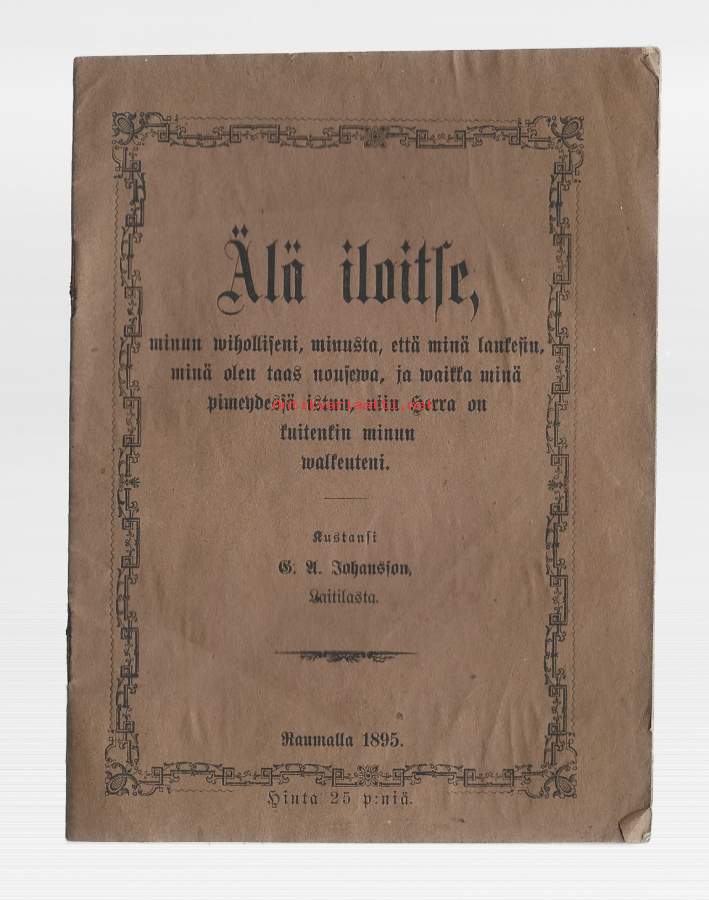 Älä iloitse,
minun wiholliseni, minusta, että minä lankesin,
minä olen taas nousewa, ja waikka minä
pimeydessä istun, niin Herra on
kuitenkin minun
walkeuteni.
Kustansi
G. A. Johansson,
Laitilasta.
Raumalla 1895.
Hinta 25 p:niä.